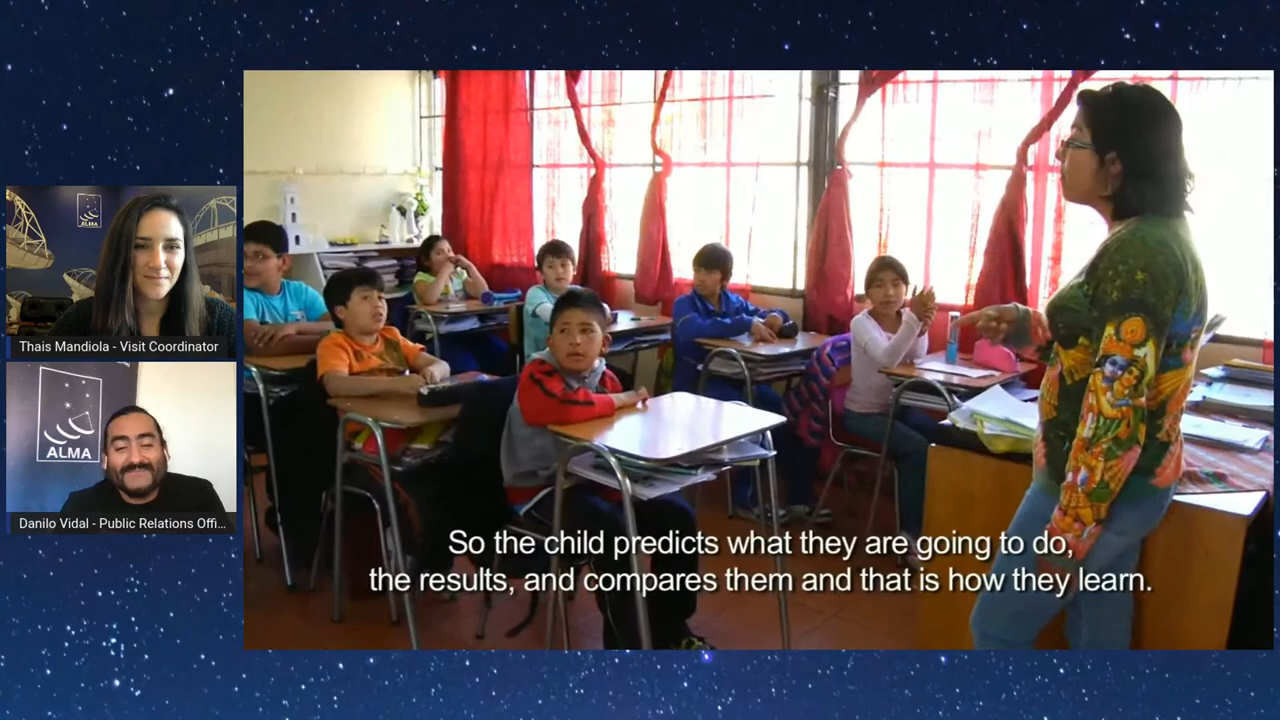 ALMA
Thais Mandiola - Visit Coordinator
ALMA
Danilo Vidal - Public Relations Offi...
So the child predicts what they are going to do,
the results, and compares them and that is how they learn.